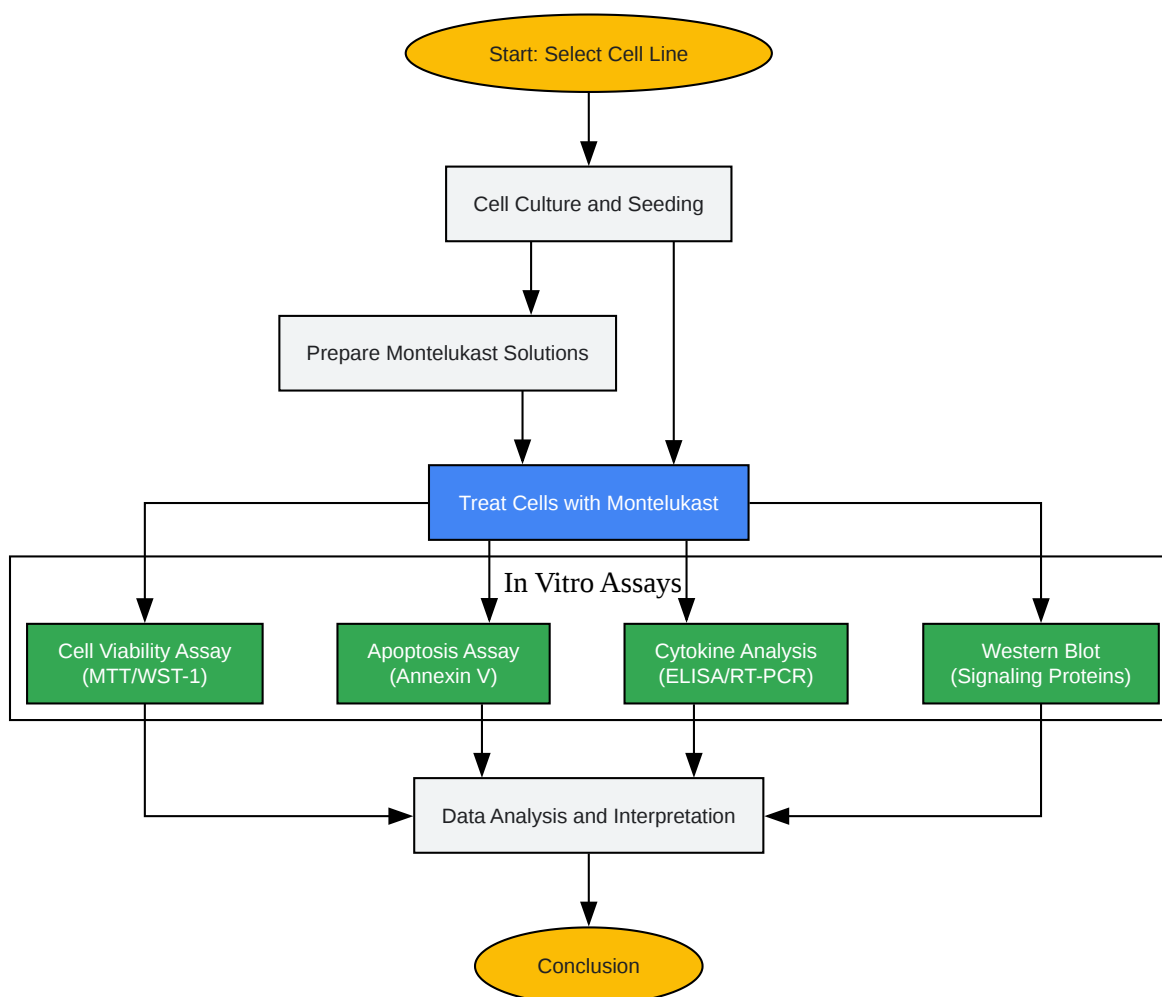 Start: Select Cell Line
Cell Culture and Seeding
Prepare Montelukast Solutions
Treat Cells with Montelukast
In Vitro Assays
Cell Viability Assay
(MTT/WST-1)
Apoptosis Assay
(Annexin V)
Cytokine Analysis
(ELISA/RT-PCR)
Western Blot
(Signaling Proteins)
Data Analysis and Interpretation
Conclusion